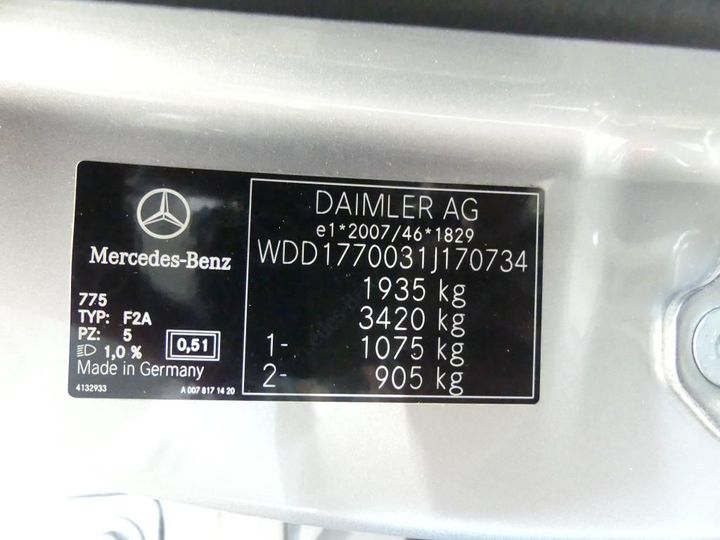 Mercedes-Benz
775
TYP: F2A
PZ: 5
1,0 %
0,51
Made in Germany
4132933
A 007 817 14 20
DAIMLER AG
e1*2007/46*1829
WDD1770031J170734
1935 kg
3420 kg
1- 1075 kg
2- 905 kg